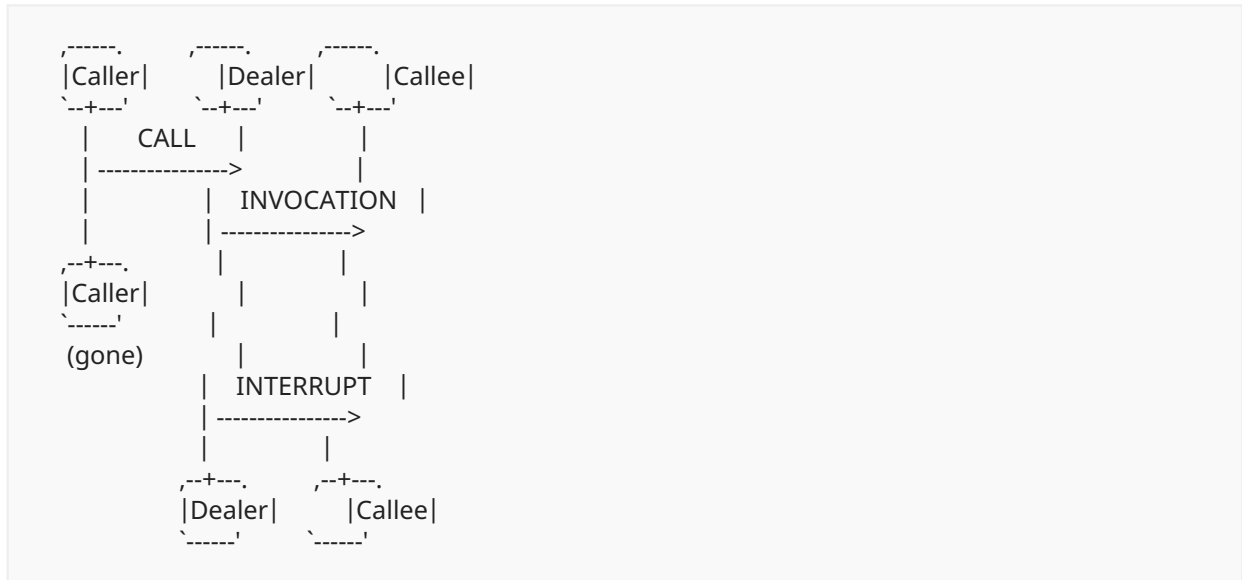 ,------.      ,------.      ,------.
|Caller|      |Dealer|      |Callee|
`--+---'      `--+---'      `--+---'
   |   CALL   |      |
   | ---------------->      |
   |      |   INVOCATION   |
   |      | ---------------->
,--+---.      |      |
|Caller|      |      |
`------'      |      |
 (gone)      |      |
      |   INTERRUPT   |
      | ---------------->
      |      |
      ,--+---.      ,--+---.
      |Dealer|      |Callee|
      `------'      `------'